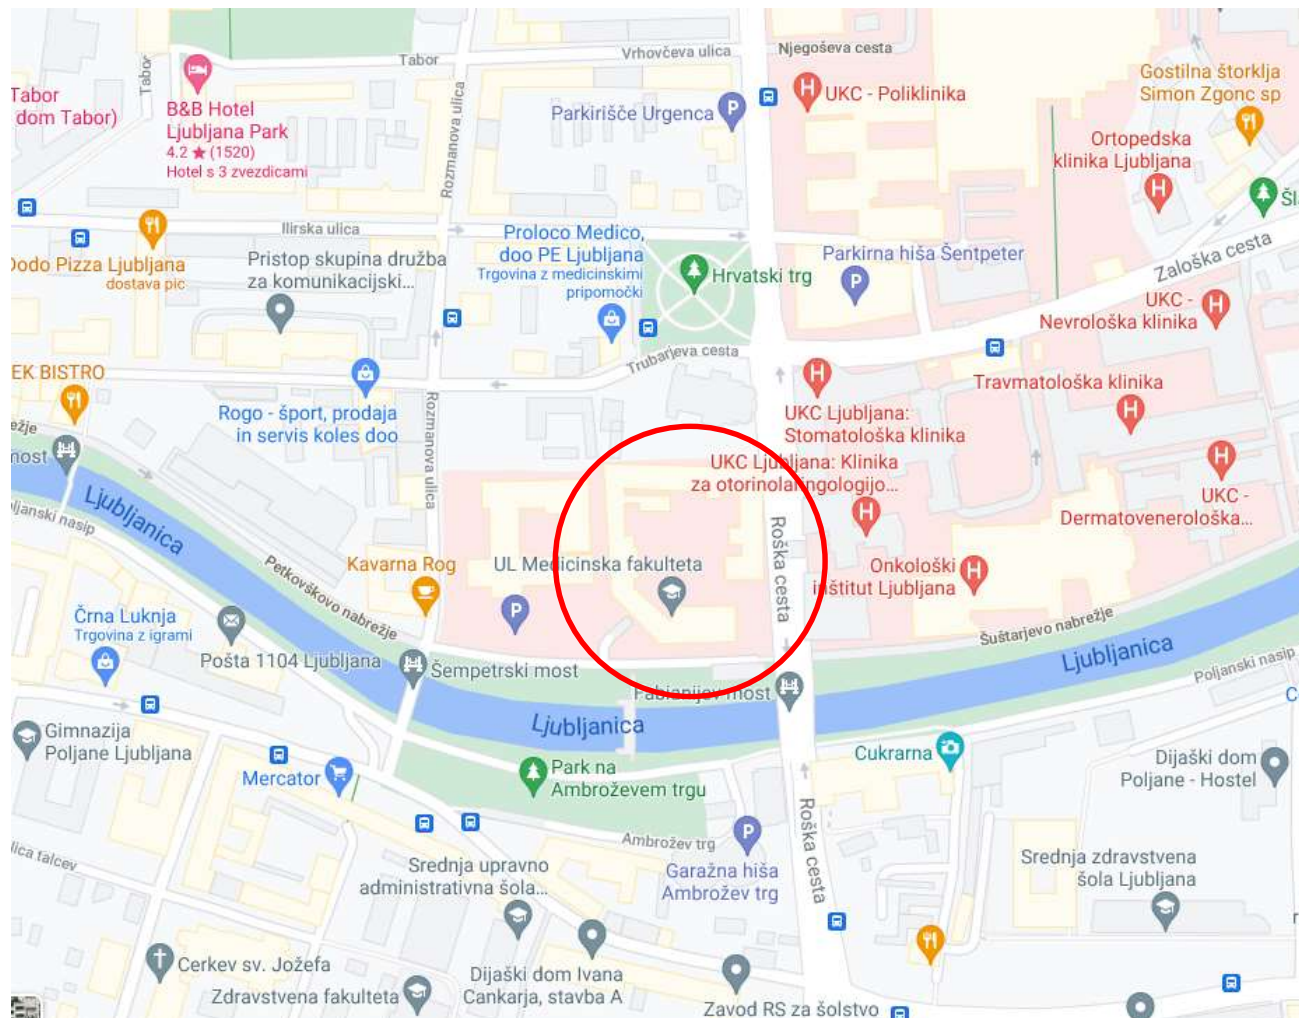 Tabor
Vrhovčeva ulica
Njegoševa cesta
Tabor
Tabor
dom Tabor)
B&B Hotel
Ljubljana Park
4.2 ★ (1520)
Hotel s 3 zvezdicami
Rozmanova ulica
Parkirišče Urgenca
P
H
UKC - Poliklinika
Gostilna štorklja
Simon Zgonc sp
Ortopedska
klinika Ljubljana
H
Ilirska ulica
Dodo Pizza Ljubljana
dostava pic
Pristop skupina družba
za komunikacijski...
Proloco Medico,
doo PE Ljubljana
Trgovina z medicinskimi
pripomočki
Hrvatski trg
Parkirna hiša Šentpeter
P
Zaloška cesta
UKC -
Nevrološka klinika
H
Trubarjeva cesta
EK BISTRO
Rogo - šport, prodaja
in servis koles doo
Rozmanova ulica
H
UKC Ljubljana:
Stomatološka klinika
Travmatološka klinika
H
UKC Ljubljana: Klinika
za otorinolaringologijo...
H
H
UKC -
Dermatovenerološka...
most
Ljubljanica
ljanski nasip
Petkovškovo nabrežje
Kavarna Rog
UL Medicinska fakulteta
P
Roška cesta
Onkološki
inštitut Ljubljana
H
Šuštarjevo nabrežje
Črna Luknja
Trgovina z igrami
Pošta 1104 Ljubljana
Šempetrski most
Fabianijev most
Ljubljanica
Ljubljanica
Poljanski nasip
Gimnazija
Poljane Ljubljana
Mercator
Park na
Ambroževem trgu
Cukrarna
Dijaški dom
Poljane - Hostel
C
Roška cesta
Ambrožev trg
P
Garažna hiša
Ambrožev trg
lica talcev
Srednja upravno
administrativna šola...
Srednja zdravstvena
šola Ljubljana
Cerkev sv. Jožefa
Zdravstvena fakulteta
Dijaški dom Ivana
Cankarja, stavba A
Zavod RS za šolstvo